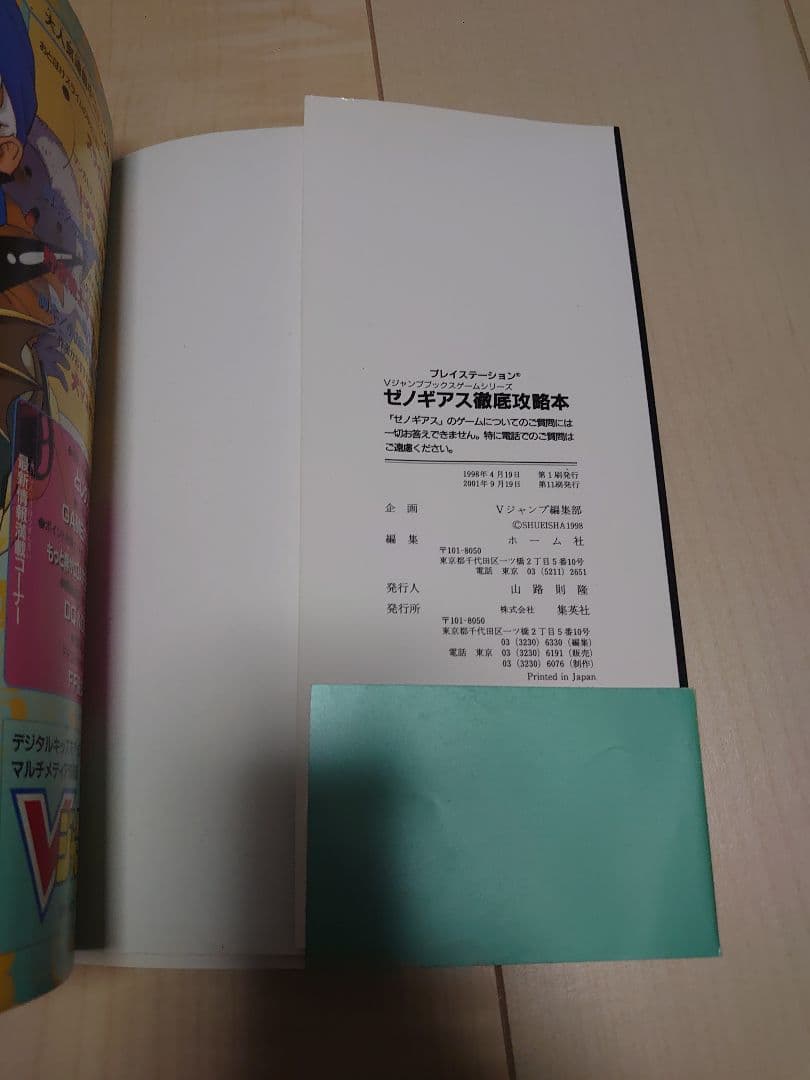 プレイステーション®
Vジャンプブックスゲームシリーズ
ゼノギアス徹底攻略本
「ゼノギアス」のゲームについてのご質問には
一切お答えできません。特に電話でのご質問は
ご遠慮ください。
1998年4月19日 第1刷発行
2001年9月19日 第11刷発行
企画 Vジャンプ編集部
©SHUEISHA1998
編集 ホーム社
〒101-8050
東京都千代田区一ツ橋2丁目5番10号
電話 東京 03 (5211) 2651
発行人 山路則隆
発行所 株式会社 集英社
〒101-8050
東京都千代田区一ツ橋2丁目5番10号
03 (3230) 6330 (編集)
電話 東京 03 (3230) 6191 (販売)
03 (3230) 6076 (制作)
Printed in Japan
最新情報満載コーナー
デジタルキッズ
マルチメディア
V